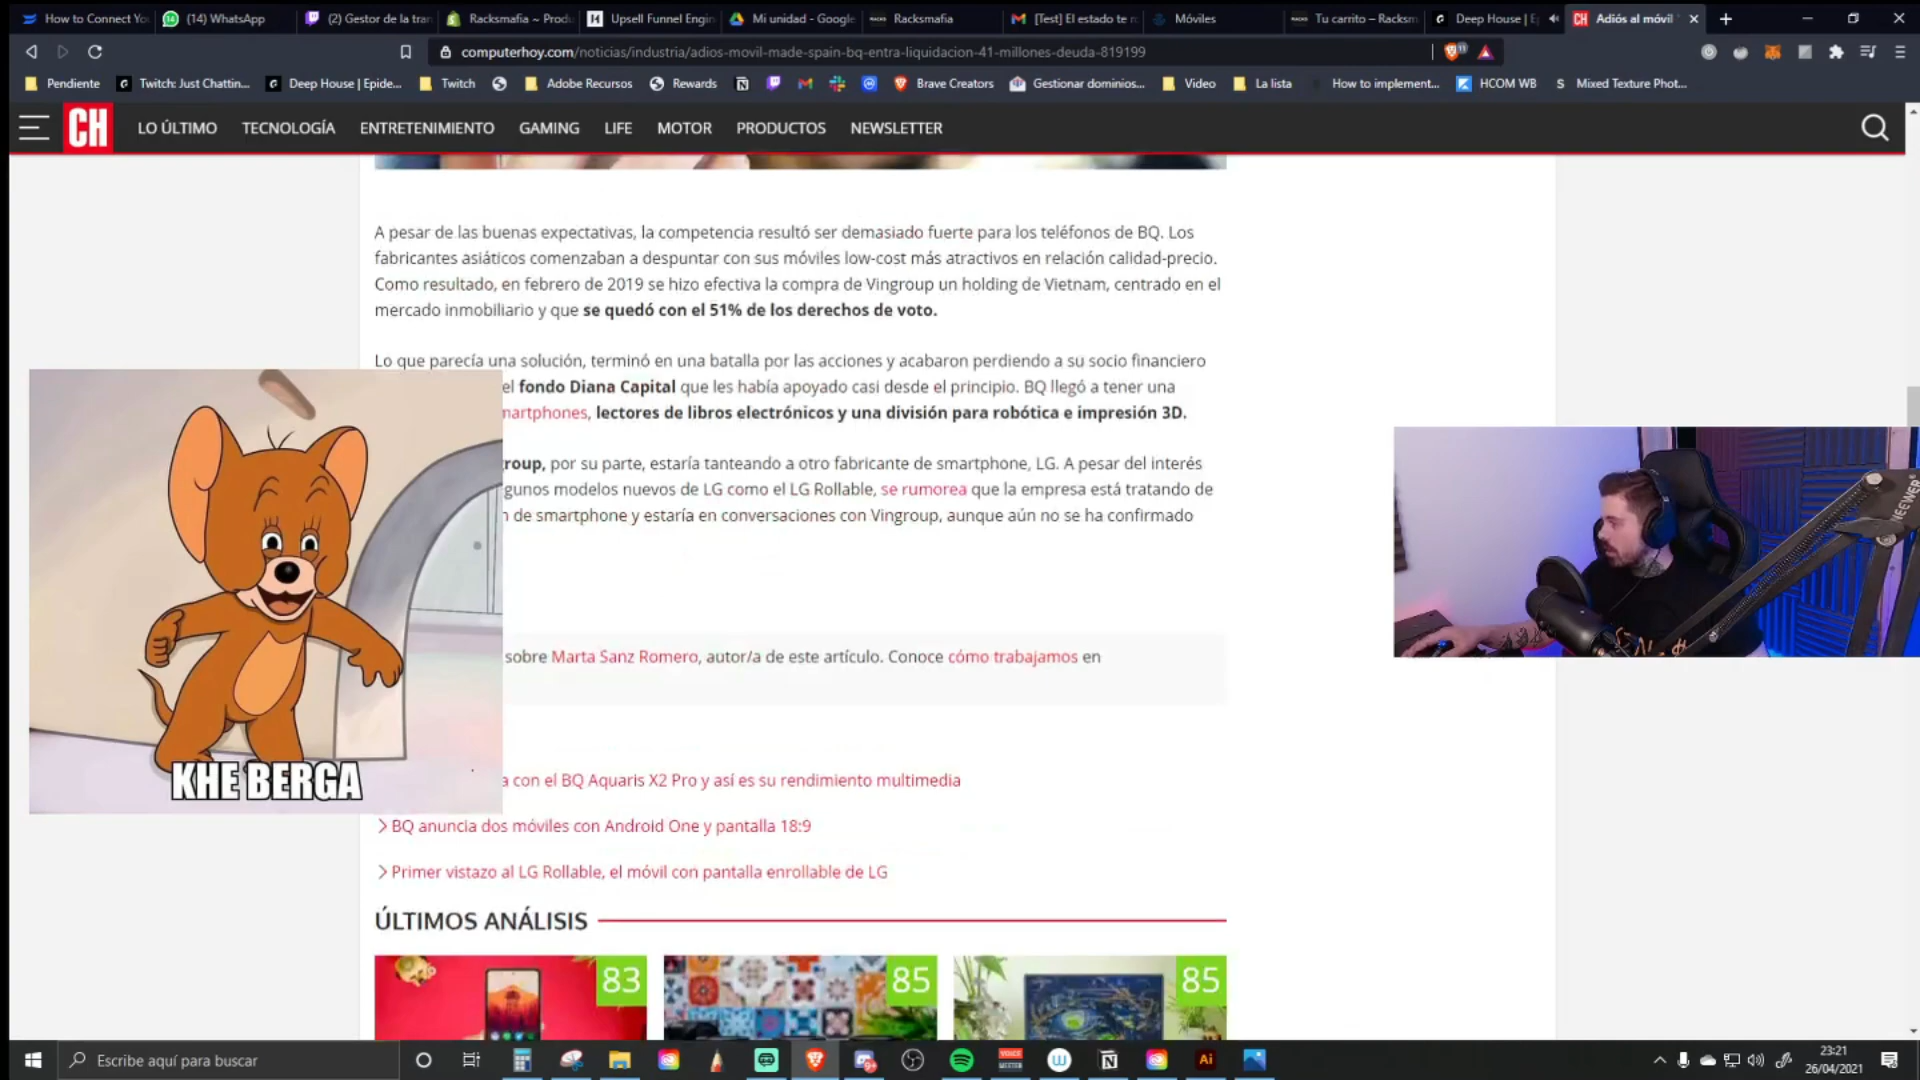 How to Connect Yo
(14) WhatsApp
(2) Gestor de la tran
Racksmafia ~ Produ
Upsell Funnel Engin
Mi unidad - Google
Racksmafia
[Test] El estado te r
Móviles
Tu carrito – Racksm
Deep House | E
Adiós al móvil
computerhoy.com/noticias/industria/adios-movil-made-spain-bq-entra-liquidacion-41-millones-deuda-819199
Pendiente
Twitch: Just Chattin...
Deep House | Epide...
Twitch
Adobe Recursos
Rewards
Brave Creators
Gestionar dominios...
Video
La lista
How to implement...
HCOM WB
Mixed Texture Phot...
CH LO ÚLTIMO TECNOLOGÍA ENTRETENIMIENTO GAMING LIFE MOTOR PRODUCTOS NEWSLETTER
A pesar de las buenas expectativas, la competencia resultó ser demasiado fuerte para los teléfonos de BQ. Los
fabricantes asiáticos comenzaban a despuntar con sus móviles low-cost más atractivos en relación calidad-precio.
Como resultado, en febrero de 2019 se hizo efectiva la compra de Vingroup un holding de Vietnam, centrado en el
mercado inmobiliario y que se quedó con el 51% de los derechos de voto.
Lo que parecía una solución, terminó en una batalla por las acciones y acabaron perdiendo a su socio financiero
el fondo Diana Capital que les había apoyado casi desde el principio. BQ llegó a tener una
martphones, lectores de libros electrónicos y una división para robótica e impresión 3D.
group, por su parte, estaría tanteando a otro fabricante de smartphone, LG. A pesar del interés
gunos modelos nuevos de LG como el LG Rollable, se rumorea que la empresa está tratando de
n de smartphone y estaría en conversaciones con Vingroup, aunque aún no se ha confirmado
sobre Marta Sanz Romero, autor/a de este artículo. Conoce cómo trabajamos en
a con el BQ Aquaris X2 Pro y así es su rendimiento multimedia
KHE BERGA
BQ anuncia dos móviles con Android One y pantalla 18:9
Primer vistazo al LG Rollable, el móvil con pantalla enrollable de LG
ÚLTIMOS ANÁLISIS
83
85
85
NEEWER
Escribe aquí para buscar
23:21
26/04/2021